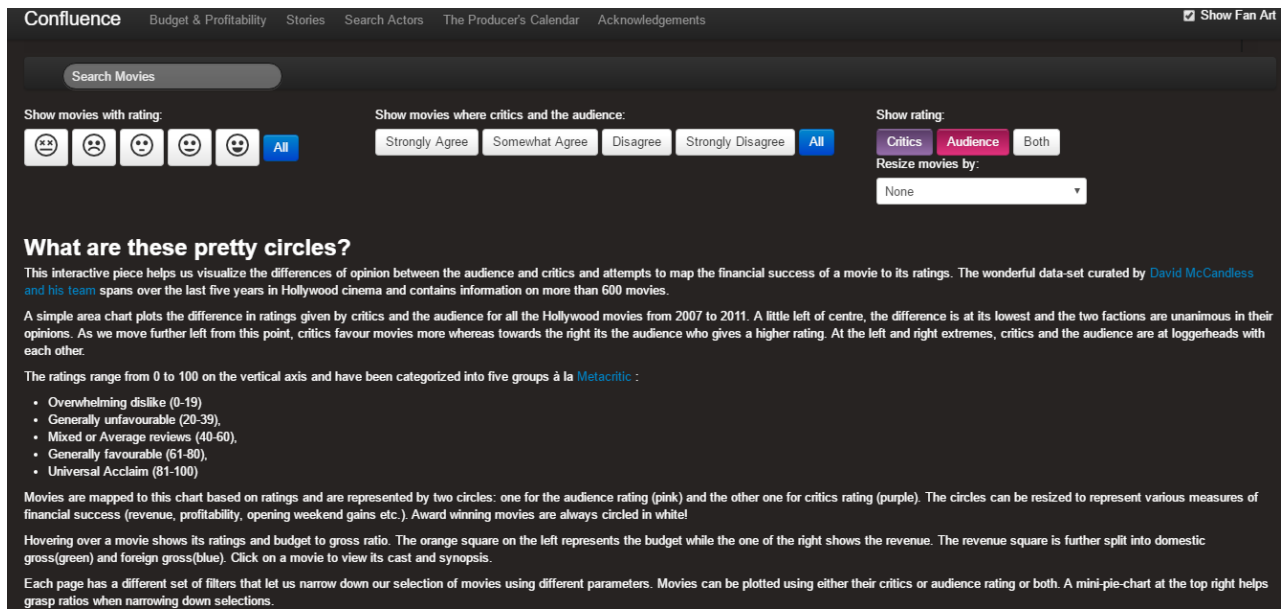 Confluence Budget & Profitability Stories Search Actors The Producer's Calendar Acknowledgements Show Fan Art
Search Movies
Show movies with rating: Show movies where critics and the audience: Show rating:
All Strongly Agree Somewhat Agree Disagree Strongly Disagree All Critics Audience Both
Resize movies by:
None
What are these pretty circles?
This interactive piece helps us visualize the differences of opinion between the audience and critics and attempts to map the financial success of a movie to its ratings. The wonderful data-set curated by David McCandless
and his team spans over the last five years in Hollywood cinema and contains information on more than 600 movies.
A simple area chart plots the difference in ratings given by critics and the audience for all the Hollywood movies from 2007 to 2011. A little left of centre, the difference is at its lowest and the two factions are unanimous in their
opinions. As we move further left from this point, critics favour movies more whereas towards the right its the audience who gives a higher rating. At the left and right extremes, critics and the audience are at loggerheads with
each other.
The ratings range from 0 to 100 on the vertical axis and have been categorized into five groups à la Metacritic :
• Overwhelming dislike (0-19)
• Generally unfavourable (20-39),
• Mixed or Average reviews (40-60),
• Generally favourable (61-80),
• Universal Acclaim (81-100)
Movies are mapped to this chart based on ratings and are represented by two circles: one for the audience rating (pink) and the other one for critics rating (purple). The circles can be resized to represent various measures of
financial success (revenue, profitability, opening weekend gains etc.). Award winning movies are always circled in white!
Hovering over a movie shows its ratings and budget to gross ratio. The orange square on the left represents the budget while the one of the right shows the revenue. The revenue square is further split into domestic
gross(green) and foreign gross(blue). Click on a movie to view its cast and synopsis.
Each page has a different set of filters that let us narrow down our selection of movies using different parameters. Movies can be plotted using either their critics or audience rating or both. A mini-pie-chart at the top right helps
grasp ratios when narrowing down selections.